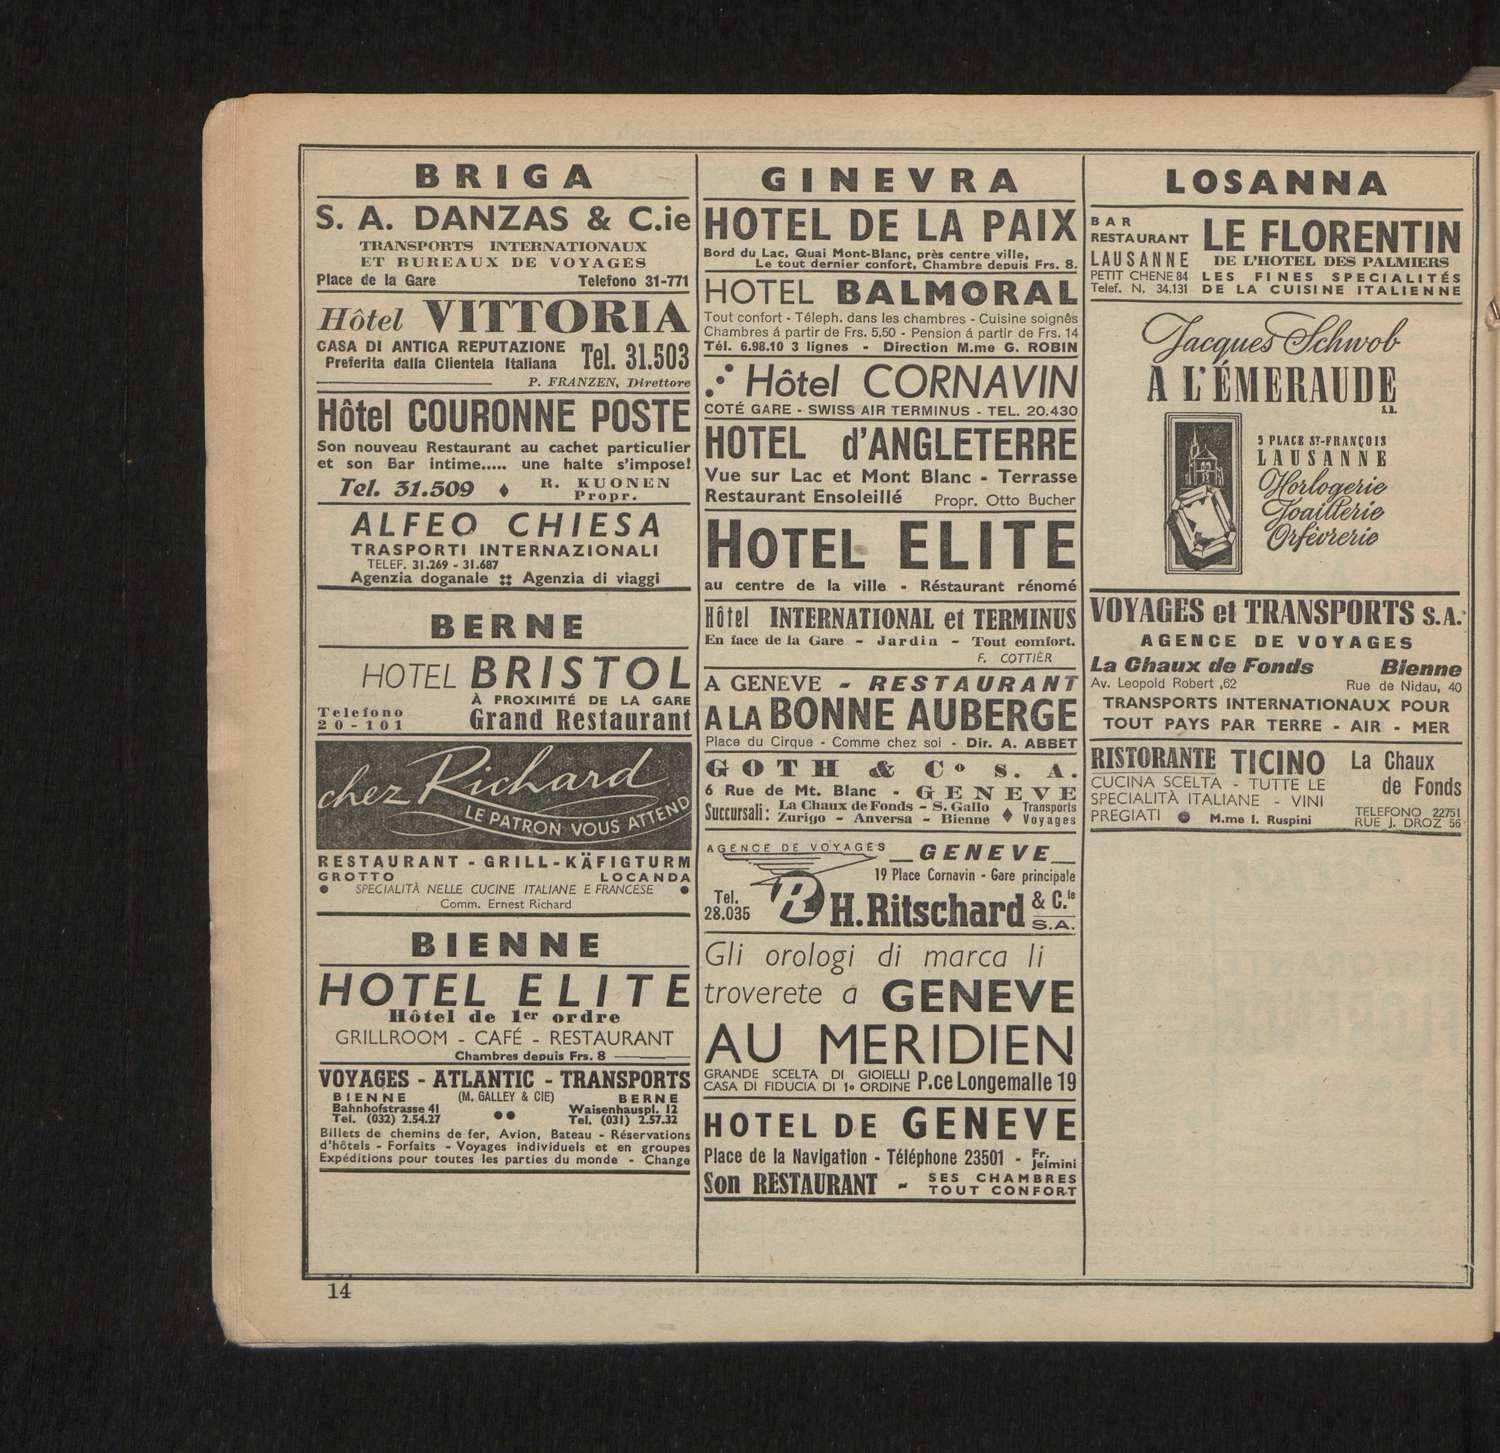 BRIGA
S. A. DANZAS & C.ie
TRANSPORTS INTERNATIONAUX
ET BUREAUX DE VOYAGES
Place de la Gare Telefono 31-771
Hôtel VITTORIA
CASA DI ANTICA REPUTAZIONE
Preferita dalla Clientela Italiana Tel. 31.503
P. FRANZEN, Direttore
Hôtel COURONNE POSTE
Son nouveau Restaurant au cachet particulier
et son Bar intime..... une halte s'impose!
Tel. 31.509 ♦ R. KUONEN
Propr.
ALFEO CHIESA
TRASPORTI INTERNAZIONALI
TELEF. 31.269 - 31.687
Agenzia doganale :: Agenzia di viaggi
BERNE
HOTEL BRISTOL
À PROXIMITÉ DE LA GARE
Telefono
20-101 Grand Restaurant
chez Richard
LE PATRON VOUS ATTEND
RESTAURANT - GRILL - KÄFIGTURM
GROTTO LOCANDA
● SPECIALITÀ NELLE CUCINE ITALIANE E FRANCESE ●
Comm. Ernest Richard
BIENNE
HOTEL ELITE
Hôtel de 1er ordre
GRILLROOM - CAFÉ - RESTAURANT
Chambres depuis Frs. 8
VOYAGES - ATLANTIC - TRANSPORTS
BIENNE (M. GALLEY & CIE) BERNE
Bahnhofstrasse 41 Waisenhauspl. 12
Tel. (032) 2.54.27 ●● Tel. (031) 2.57.32
Billets de chemins de fer, Avion, Bateau - Réservations
d'hôtels - Forfaits - Voyages individuels et en groupes
Expéditions pour toutes les parties du monde - Change
14
GINEVRA
HOTEL DE LA PAIX
Bord du Lac, Quai Mont-Blanc, près centre ville,
Le tout dernier confort, Chambre depuis Frs. 8.
HOTEL BALMORAL
Tout confort - Téleph. dans les chambres - Cuisine soignés
Chambres á partir de Frs. 5.50 - Pension á partir de Frs. 14
Tél. 6.98.10 3 lignes - Direction M.me G. ROBIN
Hôtel CORNAVIN
COTÉ GARE - SWISS AIR TERMINUS - TEL. 20.430
HOTEL d'ANGLETERRE
Vue sur Lac et Mont Blanc - Terrasse
Restaurant Ensoleillé Propr. Otto Bucher
HOTEL ELITE
au centre de la ville - Réstaurant rénomé
Hôtel INTERNATIONAL et TERMINUS
En face de la Gare - Jardin - Tout comfort.
F. COTTIÈR
A GENEVE - RESTAURANT
A LA BONNE AUBERGE
Place du Cirque - Comme chez soi - Dir. A. ABBET
GOTH & Co S. A.
6 Rue de Mt. Blanc - GENEVE
Succursali: La Chaux de Fonds - S. Gallo ♦ Transports
Zurigo - Anversa - Bienne Voyages
AGENCE DE VOYAGES GENEVE
19 Place Cornavin - Gare principale
Tel.
28.035 R H. Ritschard & C.ie
S.A.
Gli orologi di marca li
troverete a GENEVE
AU MERIDIEN
GRANDE SCELTA DI GIOIELLI
CASA DI FIDUCIA DI 1o ORDINE P.ce Longemalle 19
HOTEL DE GENEVE
Place de la Navigation - Téléphone 23501 - Fr.
Jelmini
Son RESTAURANT - SES CHAMBRES
TOUT CONFORT
LOSANNA
BAR
RESTAURANT
LAUSANNE
PETIT CHENE 84
Telef. N. 34.131
LE FLORENTIN
DE L'HOTEL DES PALMIERS
LES FINES SPECIALITÉS
DE LA CUISINE ITALIENNE
Jacques Schwob
A L'ÉMERAUDE
S.A.
5 PLACE ST-FRANÇOIS
LAUSANNE
Horlogerie
Joaillerie
Orfèvrerie
VOYAGES et TRANSPORTS S.A.
AGENCE DE VOYAGES
La Chaux de Fonds Bienne
Av. Leopold Robert ,62 Rue de Nidau, 40
TRANSPORTS INTERNATIONAUX POUR
TOUT PAYS PAR TERRE - AIR - MER
RISTORANTE TICINO La Chaux
de Fonds
CUCINA SCELTA - TUTTE LE
SPECIALITÀ ITALIANE - VINI
PREGIATI ● M.me I. Ruspini
TELEFONO 22751
RUE J. DROZ 56